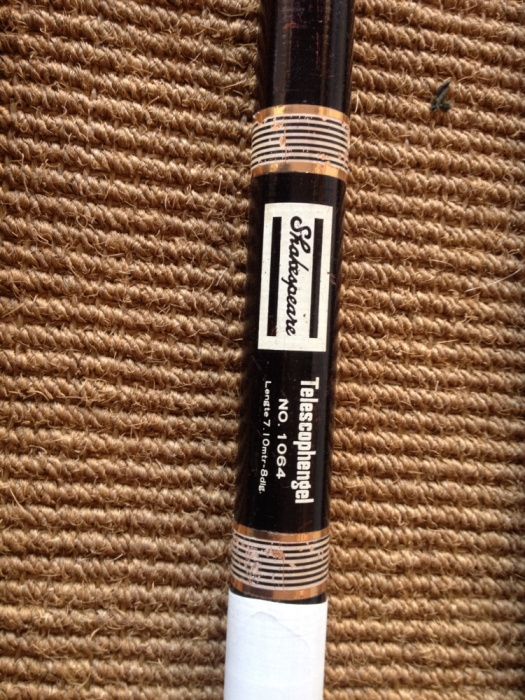 Shakespeare
Telescophengel
NO. 1064
Lengte 7.10mtr-8dlg.